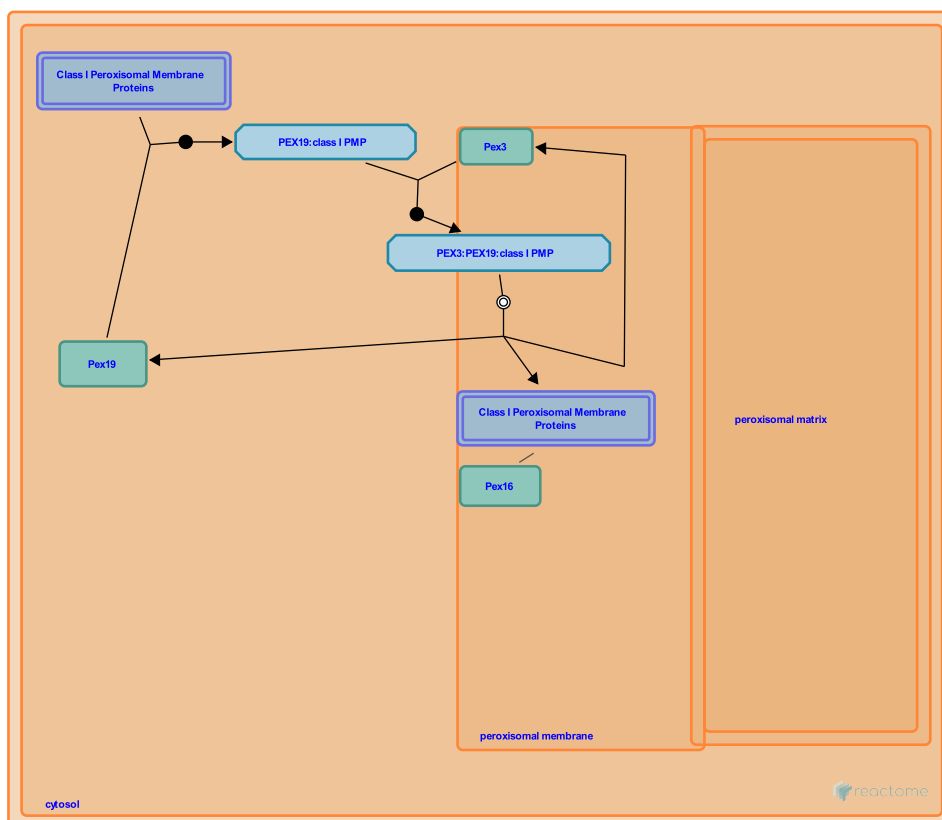 Class I Peroxisomal Membrane
Proteins
PEX19:class I PMP
Pex3
PEX3:PEX19:class I PMP
Pex19
Class I Peroxisomal Membrane
Proteins
peroxisomal matrix
Pex16
peroxisomal membrane
reactome
cytosol